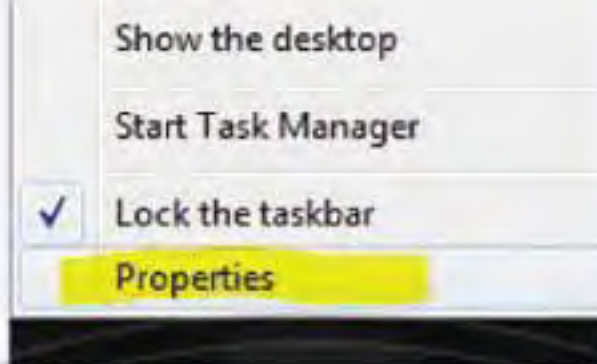 Show the desktop
Start Task Manager
Lock the taskbar
Properties